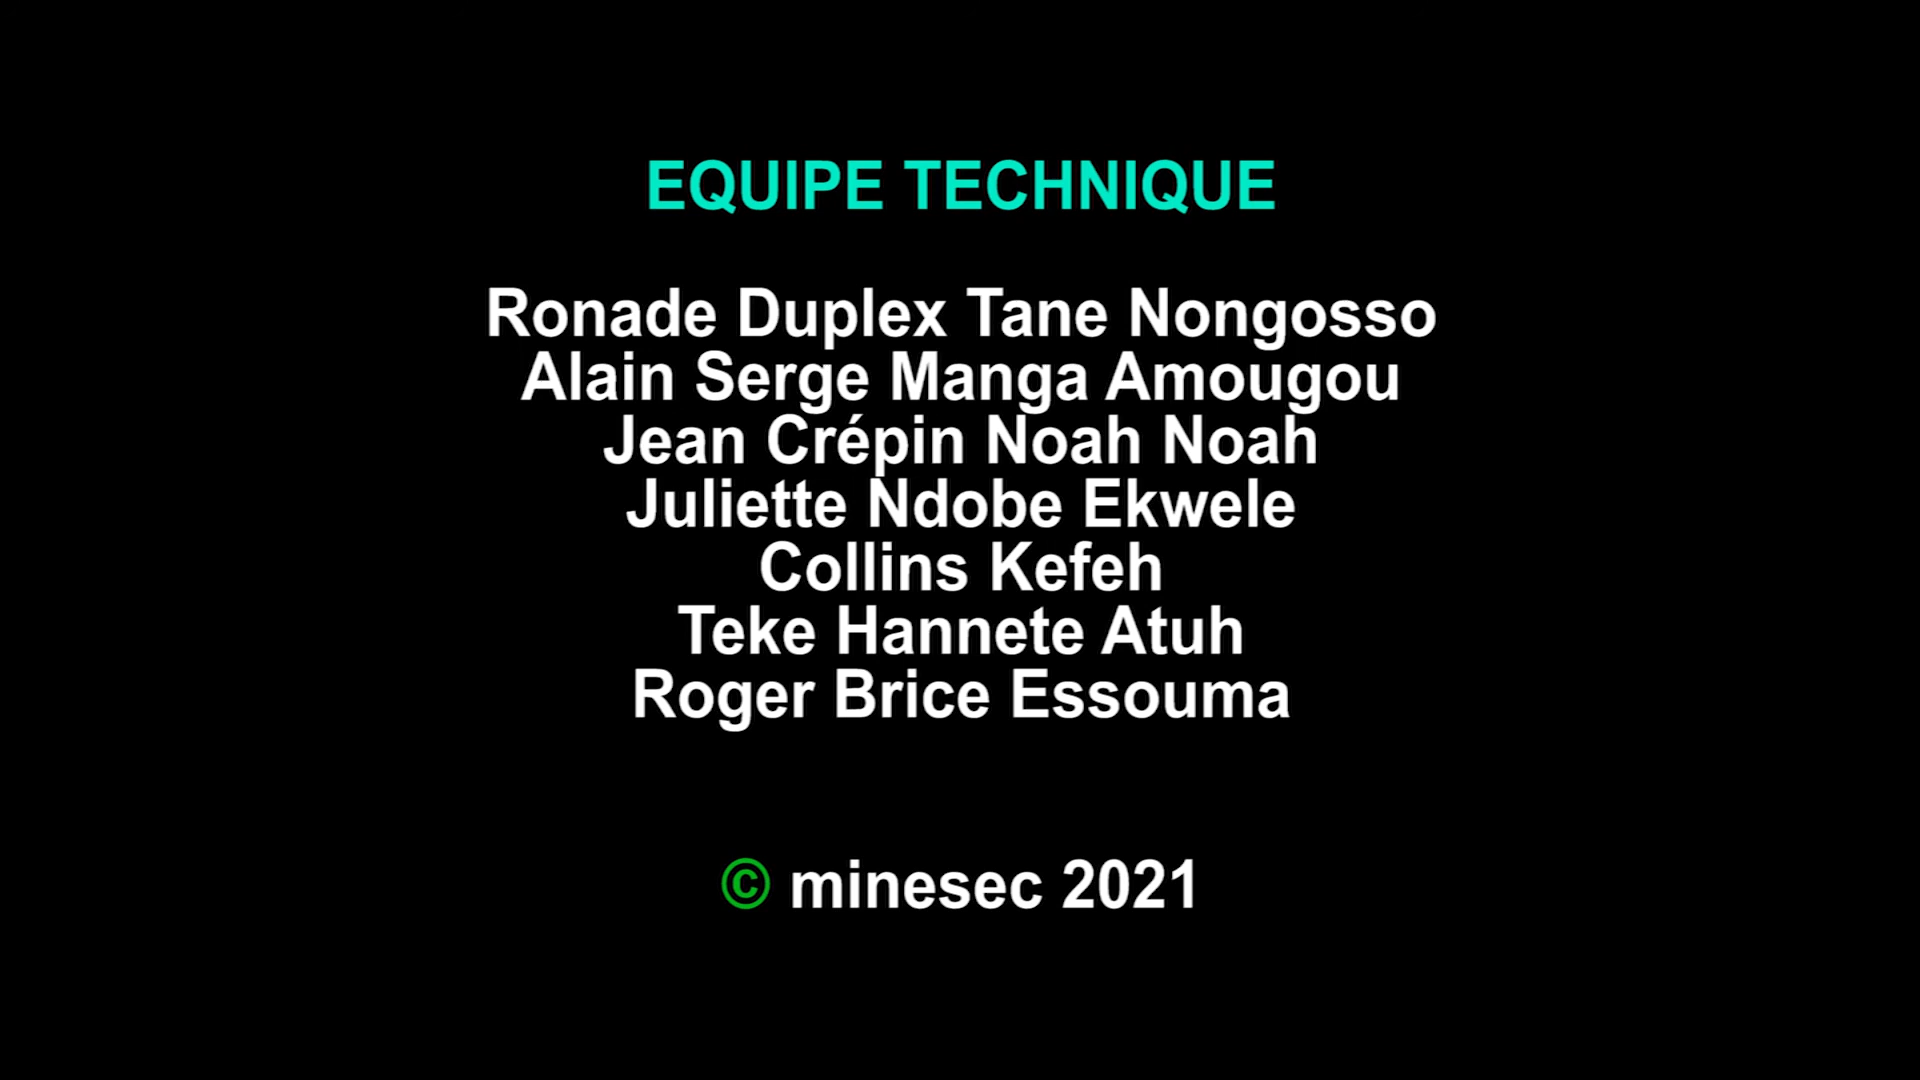 EQUIPE TECHNIQUE
Ronade Duplex Tane Nongosso
Alain Serge Manga Amougou
Jean Crépin Noah Noah
Juliette Ndobe Ekwele
Collins Kefeh
Teke Hannete Atuh
Roger Brice Essouma
© minesec 2021